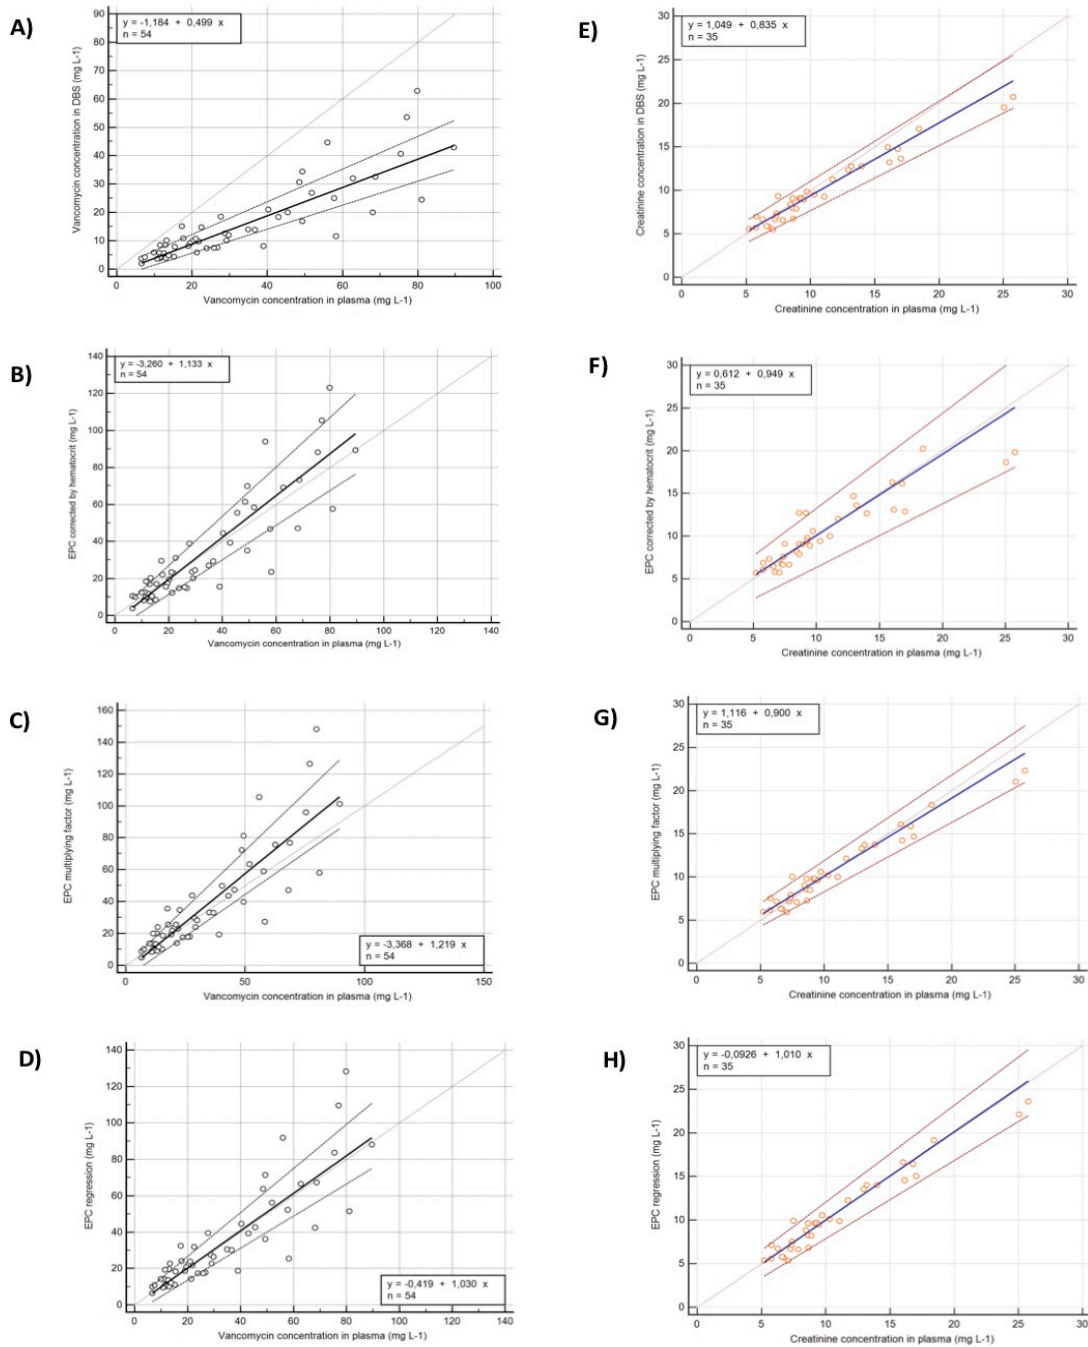 A)
y = -1,184 + 0,499 x
n = 54
Vancomycin concentration in DBS (mg L-1)
90
80
70
60
50
40
30
20
10
0
0 20 40 60 80 100
Vancomycin concentration in plasma (mg L-1)
E)
y = 1,049 + 0,835 x
n = 35
Creatinine concentration in DBS (mg L-1)
30
25
20
15
10
5
0
0 5 10 15 20 25 30
Creatinine concentration in plasma (mg L-1)
B)
y = -3,260 + 1,133 x
n = 54
EPC corrected by hematocrit (mg L-1)
140
120
100
80
60
40
20
0
0 20 40 60 80 100 120 140
Vancomycin concentration in plasma (mg L-1)
F)
y = 0,612 + 0,949 x
n = 35
EPC corrected by hematocrit (mg L-1)
30
25
20
15
10
5
0
0 5 10 15 20 25 30
Creatinine concentration in plasma (mg L-1)
C)
EPC multiplying factor (mg L-1)
160
140
120
100
80
60
40
20
0
y = -3,368 + 1,219 x
n = 54
0 50 100 150
Vancomycin concentration in plasma (mg L-1)
G)
y = 1,116 + 0,900 x
n = 35
EPC multiplying factor (mg L-1)
30
25
20
15
10
5
0
0 5 10 15 20 25 30
Creatinine concentration in plasma (mg L-1)
D)
EPC regression (mg L-1)
140
120
100
80
60
40
20
0
y = -0,419 + 1,030 x
n = 54
0 20 40 60 80 100 120 140
Vancomycin concentration in plasma (mg L-1)
H)
y = -0,0926 + 1,010 x
n = 35
EPC regression (mg L-1)
30
25
20
15
10
5
0
0 5 10 15 20 25 30
Creatinine concentration in plasma (mg L-1)